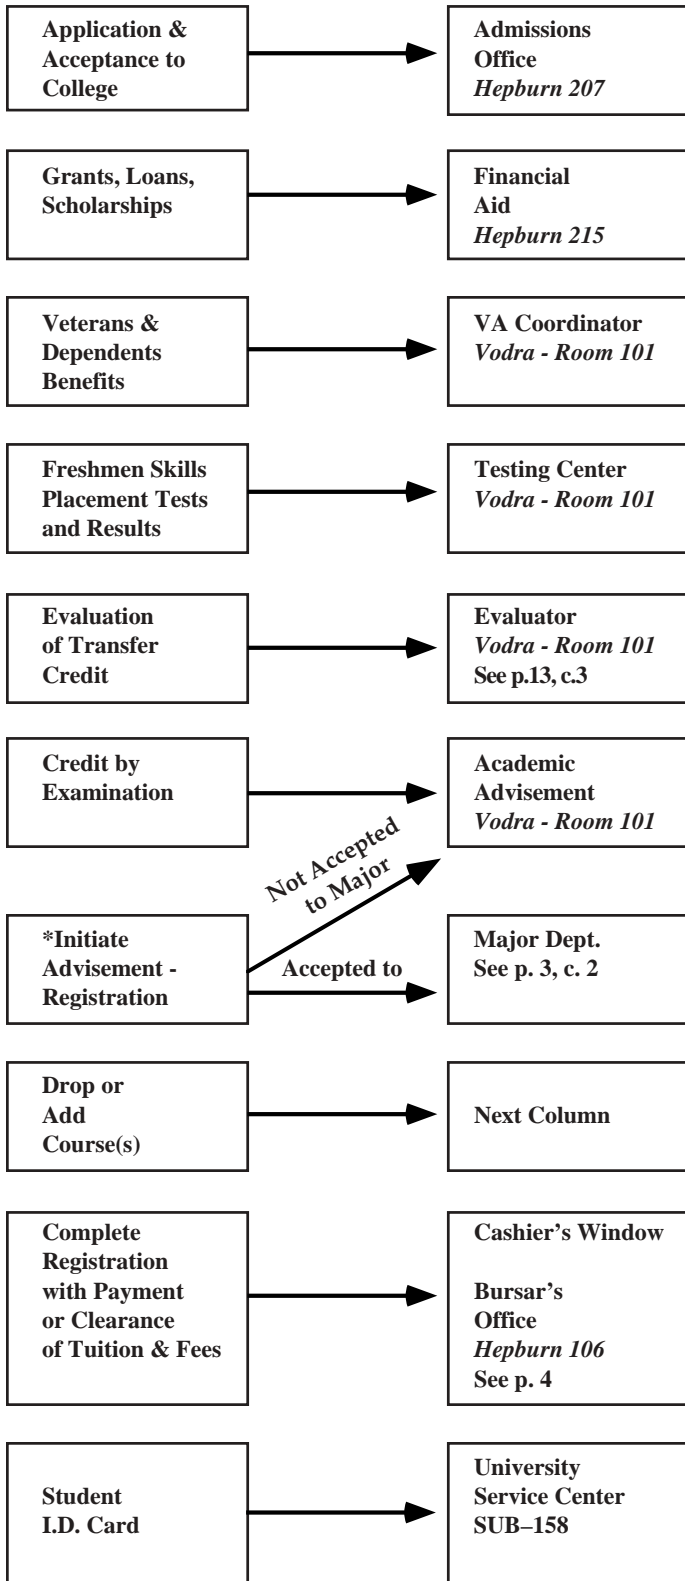 Application &
Acceptance to
College
Admissions
Office
Hepburn 207
Grants, Loans,
Scholarships
Financial
Aid
Hepburn 215
Veterans &
Dependents
Benefits
VA Coordinator
Vodra - Room 101
Freshmen Skills
Placement Tests
and Results
Testing Center
Vodra - Room 101
Evaluation
of Transfer
Credit
Evaluator
Vodra - Room 101
See p.13, c.3
Credit by
Examination
Academic
Advisement
Vodra - Room 101
Not Accepted
to Major
*Initiate
Advisement -
Registration
Accepted to
Major Dept.
See p. 3, c. 2
Drop or
Add
Course(s)
Next Column
Complete
Registration
with Payment
or Clearance
of Tuition & Fees
Cashier's Window
Bursar's
Office
Hepburn 106
See p. 4
Student
I.D. Card
University
Service Center
SUB–158